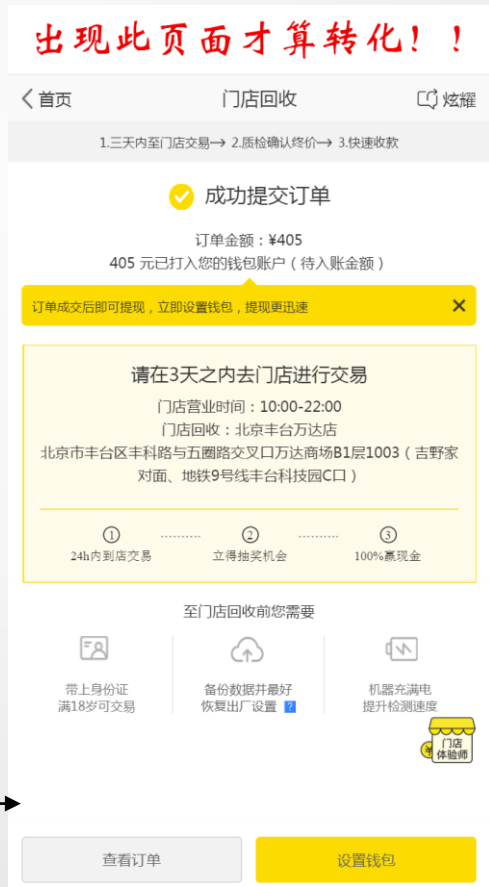 出现此页面才算转化！！
首页
门店回收
炫耀
1.三天内至门店交易→ 2.质检确认终价→ 3.快速收款
成功提交订单
订单金额：¥405
405 元已打入您的钱包账户（待入账金额）
订单成交后即可提现，立即设置钱包，提现更迅速
请在3天之内去门店进行交易
门店营业时间：10:00-22:00
门店回收：北京丰台万达店
北京市丰台区丰科路与五圈路交叉口万达商场B1层1003（吉野家
对面、地铁9号线丰台科技园C口）
① ……… ② ……… ③
24h内到店交易 立得抽奖机会 100%赢现金
至门店回收前您需要
带上身份证
满18岁可交易
备份数据并最好
恢复出厂设置 ?
机器充满电
提升检测速度
¥
门店
体验师
查看订单
设置钱包